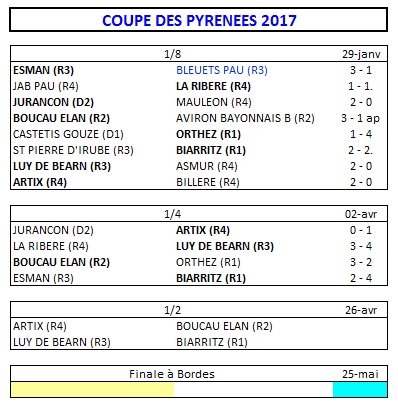 COUPE DES PYRENEES 2017
1/8 29-janv
ESMAN (R3) BLEUETS PAU (R3) 3 - 1
JAB PAU (R4) LA RIBERE (R4) 1 - 1.
JURANCON (D2) MAULEON (R4) 2 - 0
BOUCAU ELAN (R2) AVIRON BAYONNAIS B (R2) 3 - 1 ap
CASTETIS GOUZE (D1) ORTHEZ (R1) 1 - 4
ST PIERRE D'IRUBE (R3) BIARRITZ (R1) 2 - 2.
LUY DE BEARN (R3) ASMUR (R4) 2 - 0
ARTIX (R4) BILLERE (R4) 2 - 0
1/4 02-avr
JURANCON (D2) ARTIX (R4) 0 - 1
LA RIBERE (R4) LUY DE BEARN (R3) 3 - 4
BOUCAU ELAN (R2) ORTHEZ (R1) 3 - 2
ESMAN (R3) BIARRITZ (R1) 2 - 4
1/2 26-avr
ARTIX (R4) BOUCAU ELAN (R2)
LUY DE BEARN (R3) BIARRITZ (R1)
Finale à Bordes 25-mai